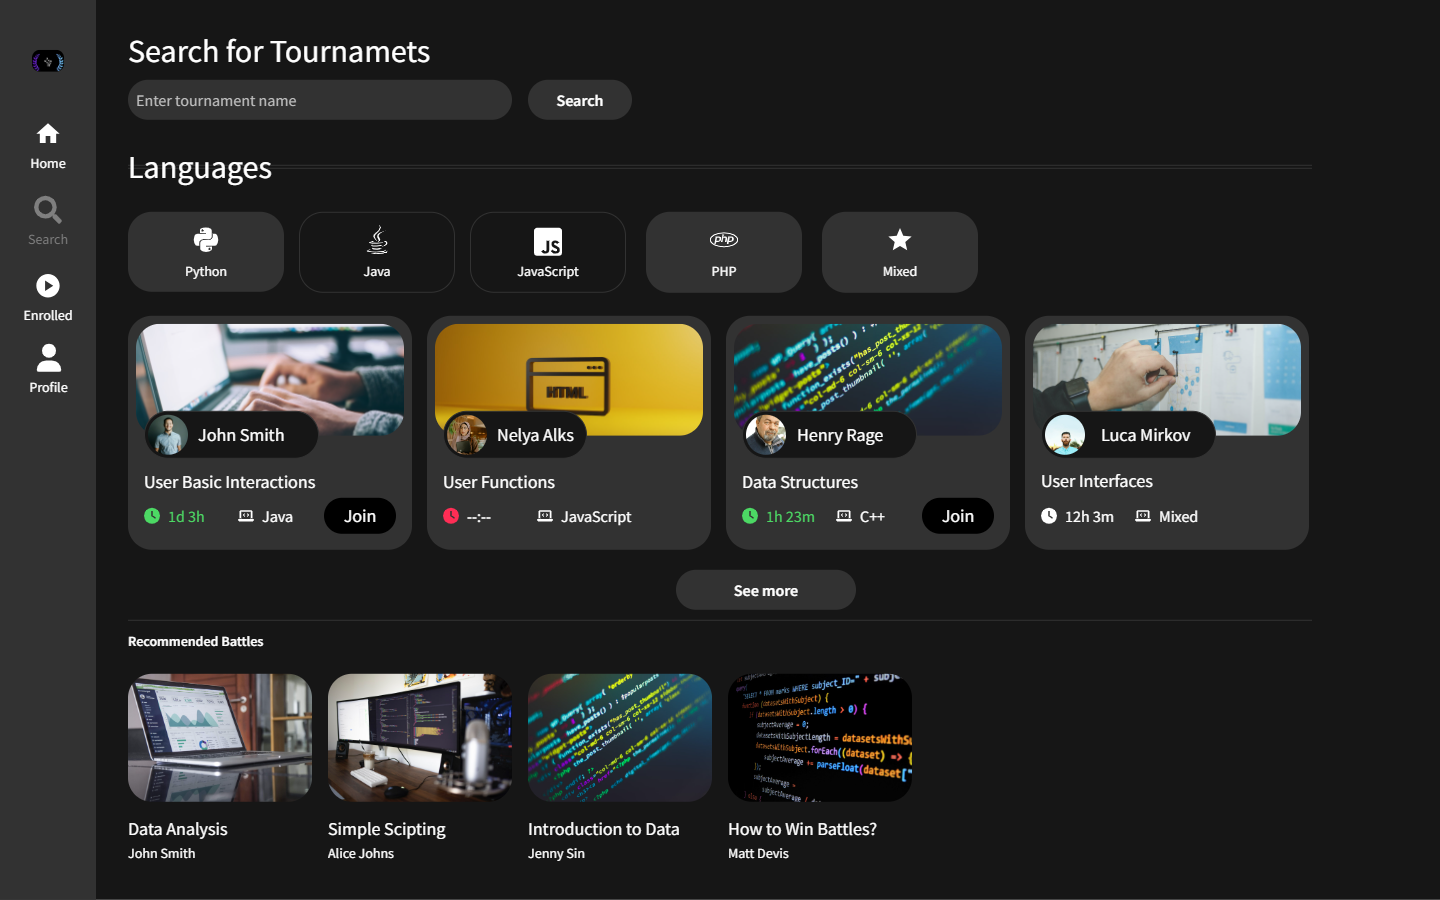 Search for Tournamets
Enter tournament name
Search
Home
Search
Enrolled
Profile
Languages
Python
Java
JS
JavaScript
php
PHP
Mixed
HTML
John Smith
Nelya Alks
Henry Rage
Luca Mirkov
User Basic Interactions
User Functions
Data Structures
User Interfaces
1d 3h
Java
Join
--:--
JavaScript
1h 23m
C++
Join
12h 3m
Mixed
See more
Recommended Battles
Data Analysis
John Smith
Simple Scipting
Alice Johns
Introduction to Data
Jenny Sin
How to Win Battles?
Matt Devis